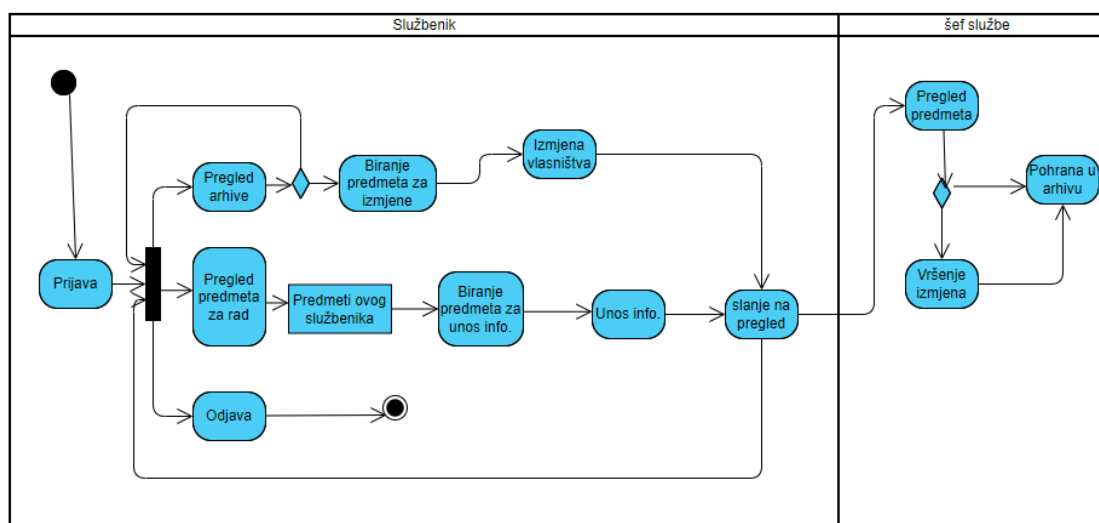 Službenik
šef službe
Pregled
predmeta
Izmjena
vlasništva
Biranje
predmeta za
izmjene
Pregled
arhive
Pohrana u
arhivu
Prijava
Pregled
predmeta
za rad
Predmeti ovog
službenika
Biranje
predmeta za
unos info.
Unos info.
slanje na
pregled
Vršenje
izmjena
Odjava